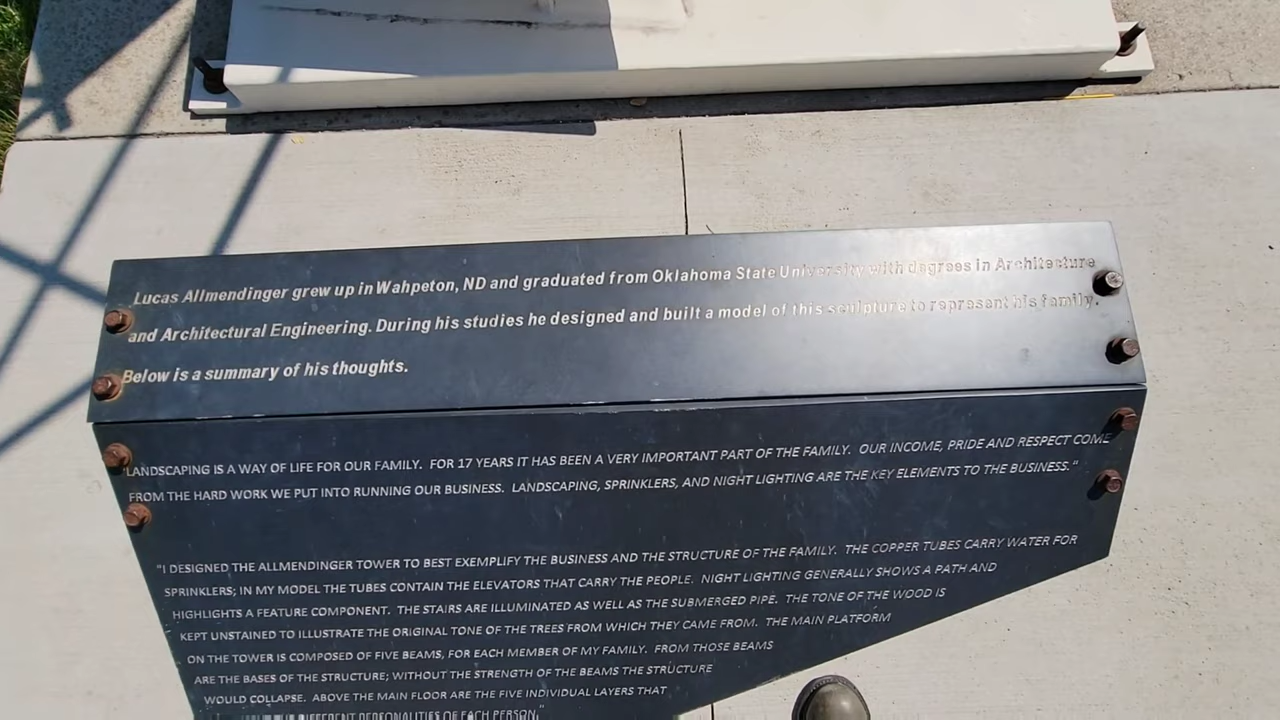 Lucas Allmendinger grew up in Wahpeton, ND and graduated from Oklahoma State University with degrees in Architecture
and Architectural Engineering. During his studies he designed and built a model of this sculpture to represent his family.
Below is a summary of his thoughts.
LANDSCAPING IS A WAY OF LIFE FOR OUR FAMILY. FOR 17 YEARS IT HAS BEEN A VERY IMPORTANT PART OF THE FAMILY. OUR INCOME, PRIDE AND RESPECT COME
FROM THE HARD WORK WE PUT INTO RUNNING OUR BUSINESS. LANDSCAPING, SPRINKLERS, AND NIGHT LIGHTING ARE THE KEY ELEMENTS TO THE BUSINESS."
"I DESIGNED THE ALLMENDINGER TOWER TO BEST EXEMPLIFY THE BUSINESS AND THE STRUCTURE OF THE FAMILY. THE COPPER TUBES CARRY WATER FOR
SPRINKLERS; IN MY MODEL THE TUBES CONTAIN THE ELEVATORS THAT CARRY THE PEOPLE. NIGHT LIGHTING GENERALLY SHOWS A PATH AND
HIGHLIGHTS A FEATURE COMPONENT. THE STAIRS ARE ILLUMINATED AS WELL AS THE SUBMERGED PIPE. THE TONE OF THE WOOD IS
KEPT UNSTAINED TO ILLUSTRATE THE ORIGINAL TONE OF THE TREES FROM WHICH THEY CAME FROM. THE MAIN PLATFORM
ON THE TOWER IS COMPOSED OF FIVE BEAMS, FOR EACH MEMBER OF MY FAMILY. FROM THOSE BEAMS
ARE THE BASES OF THE STRUCTURE; WITHOUT THE STRENGTH OF THE BEAMS THE STRUCTURE
WOULD COLLAPSE. ABOVE THE MAIN FLOOR ARE THE FIVE INDIVIDUAL LAYERS THAT
DIFFERENT PERSONALITIES OF EACH PERSON."